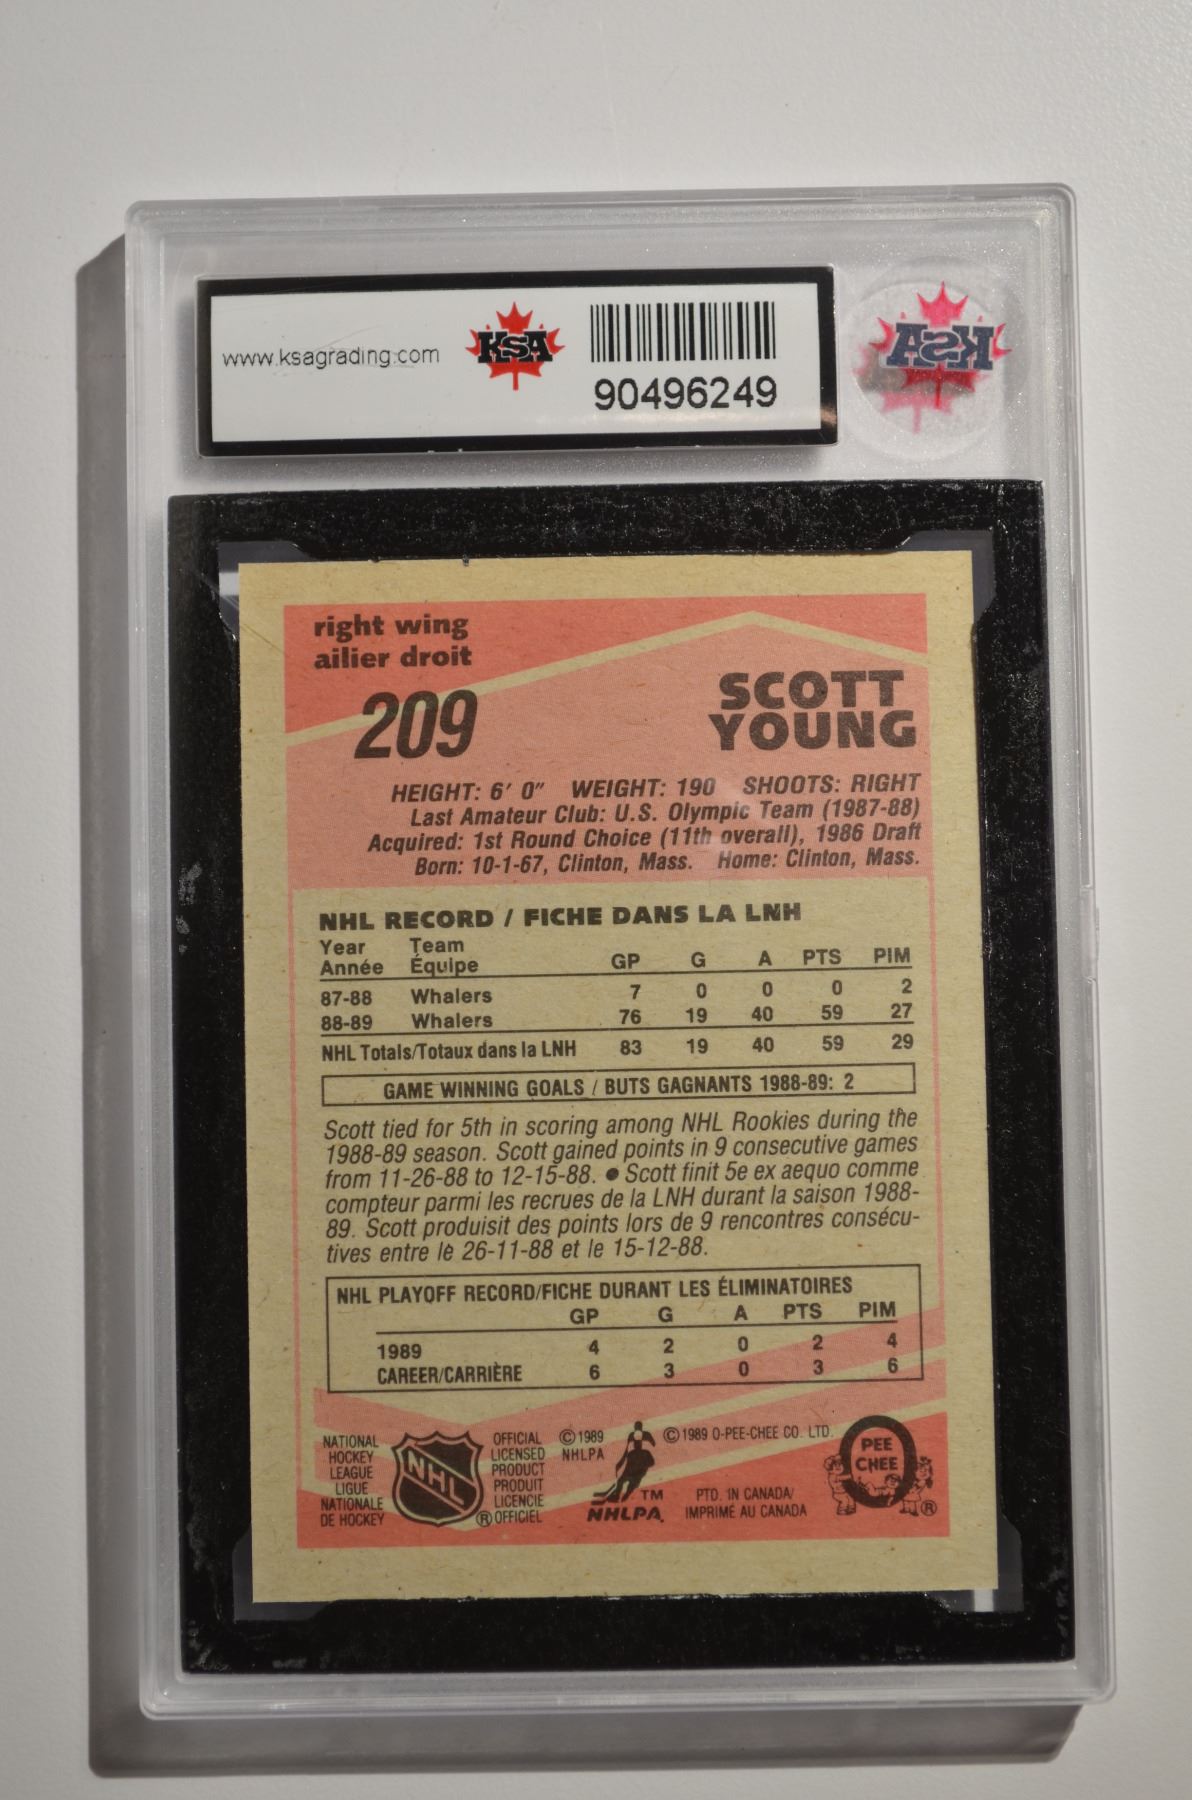 www.ksagrading.com
KSA
90496249
KSA
right wing
ailier droit
209
SCOTT
YOUNG
HEIGHT: 6' 0" WEIGHT: 190 SHOOTS: RIGHT
Last Amateur Club: U.S. Olympic Team (1987-88)
Acquired: 1st Round Choice (11th overall), 1986 Draft
Born: 10-1-67, Clinton, Mass. Home: Clinton, Mass.
NHL RECORD / FICHE DANS LA LNH
Year Team
Année Équipe GP G A PTS PIM
87-88 Whalers 7 0 0 0 2
88-89 Whalers 76 19 40 59 27
NHL Totals/Totaux dans la LNH 83 19 40 59 29
GAME WINNING GOALS / BUTS GAGNANTS 1988-89: 2
Scott tied for 5th in scoring among NHL Rookies during the
1988-89 season. Scott gained points in 9 consecutive games
from 11-26-88 to 12-15-88. ● Scott finit 5e ex aequo comme
compteur parmi les recrues de la LNH durant la saison 1988-
89. Scott produisit des points lors de 9 rencontres consécu-
tives entre le 26-11-88 et le 15-12-88.
NHL PLAYOFF RECORD/FICHE DURANT LES ÉLIMINATOIRES
GP G A PTS PIM
1989 4 2 0 2 4
CAREER/CARRIÈRE 6 3 0 3 6
NATIONAL
HOCKEY
LEAGUE
LIGUE
NATIONALE
DE HOCKEY
NHL
®
OFFICIAL
LICENSED
PRODUCT
PRODUIT
LICENCIE
OFFICIEL
©1989
NHLPA
TM
NHLPA.
©1989 O-PEE-CHEE CO. LTD.
PTD. IN CANADA/
IMPRIMÉ AU CANADA
O
PEE
CHEE
®